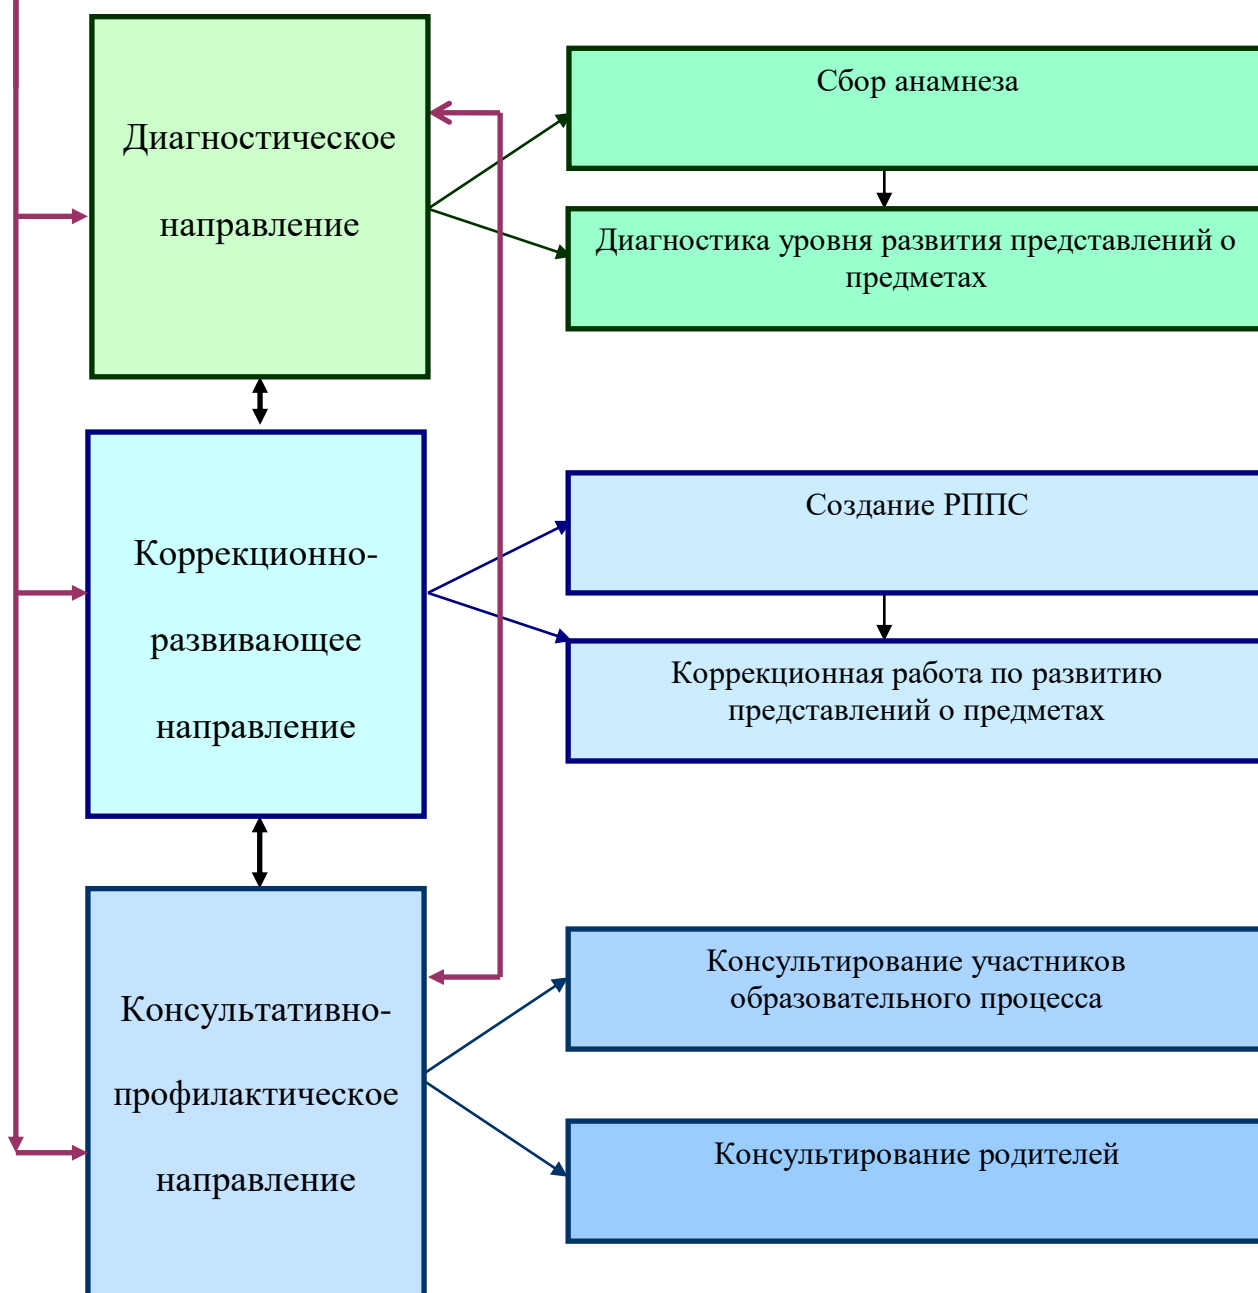 Диагностическое
направление
Сбор анамнеза
Диагностика уровня развития представлений о
предметах
Коррекционно-
развивающее
направление
Создание РППС
Коррекционная работа по развитию
представлений о предметах
Консультативно-
профилактическое
направление
Консультирование участников
образовательного процесса
Консультирование родителей